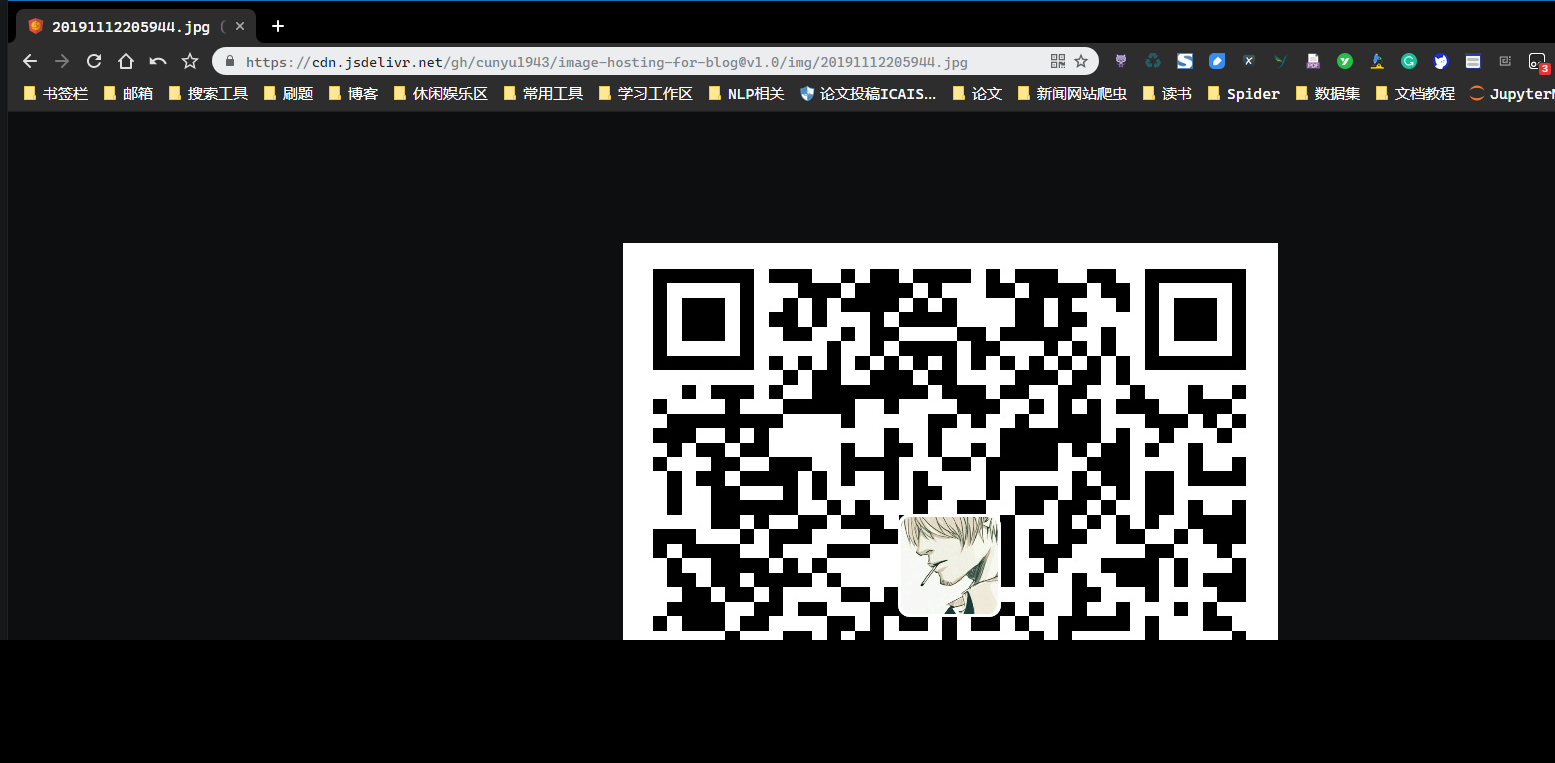 20191112205944.jpg (
https://cdn.jsdelivr.net/gh/cunyu1943/image-hosting-for-blog@v1.0/img/20191112205944.jpg
书签栏 邮箱 搜索工具 刷题 博客 休闲娱乐区 常用工具 学习工作区 NLP相关 论文投稿ICAIS... 论文 新闻网站爬虫 读书 Spider 数据集 文档教程 Jupyter
3